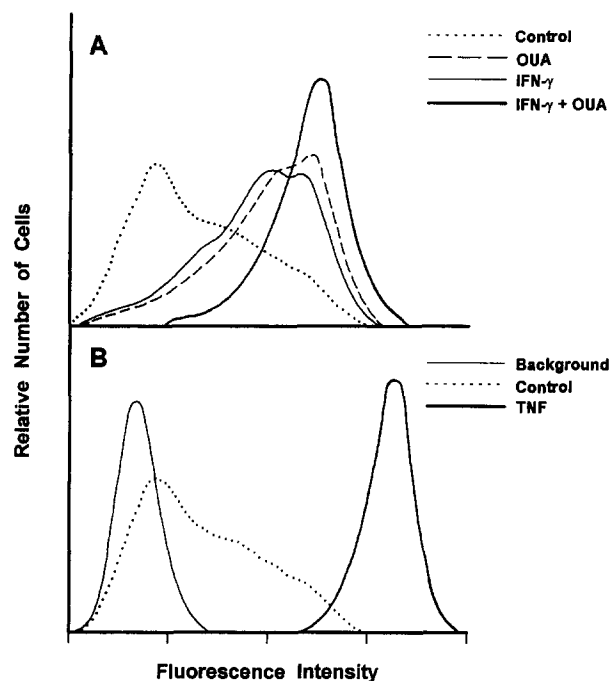 A
Control
OUA
IFN-γ
IFN-γ + OUA
Relative Number of Cells
B
Background
Control
TNF
Fluorescence Intensity